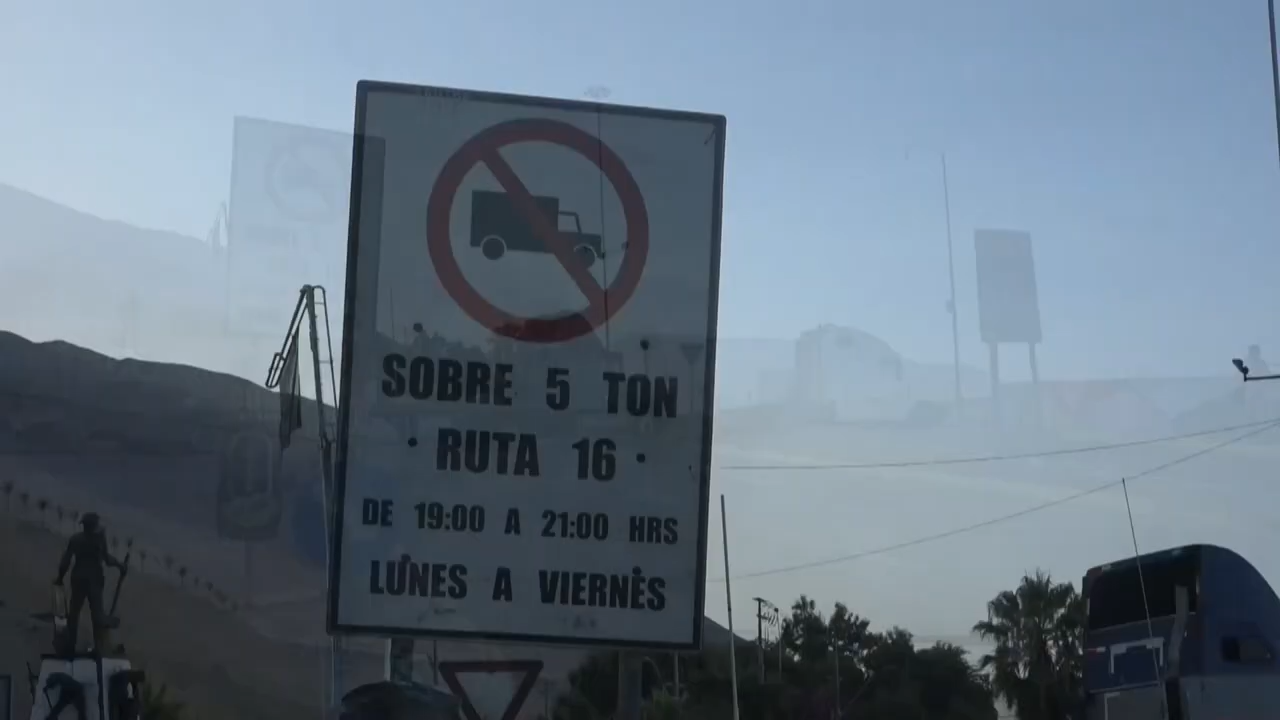 SOBRE 5 TON
• RUTA 16 •
DE 19:00 A 21:00 HRS
LUNES A VIERNES